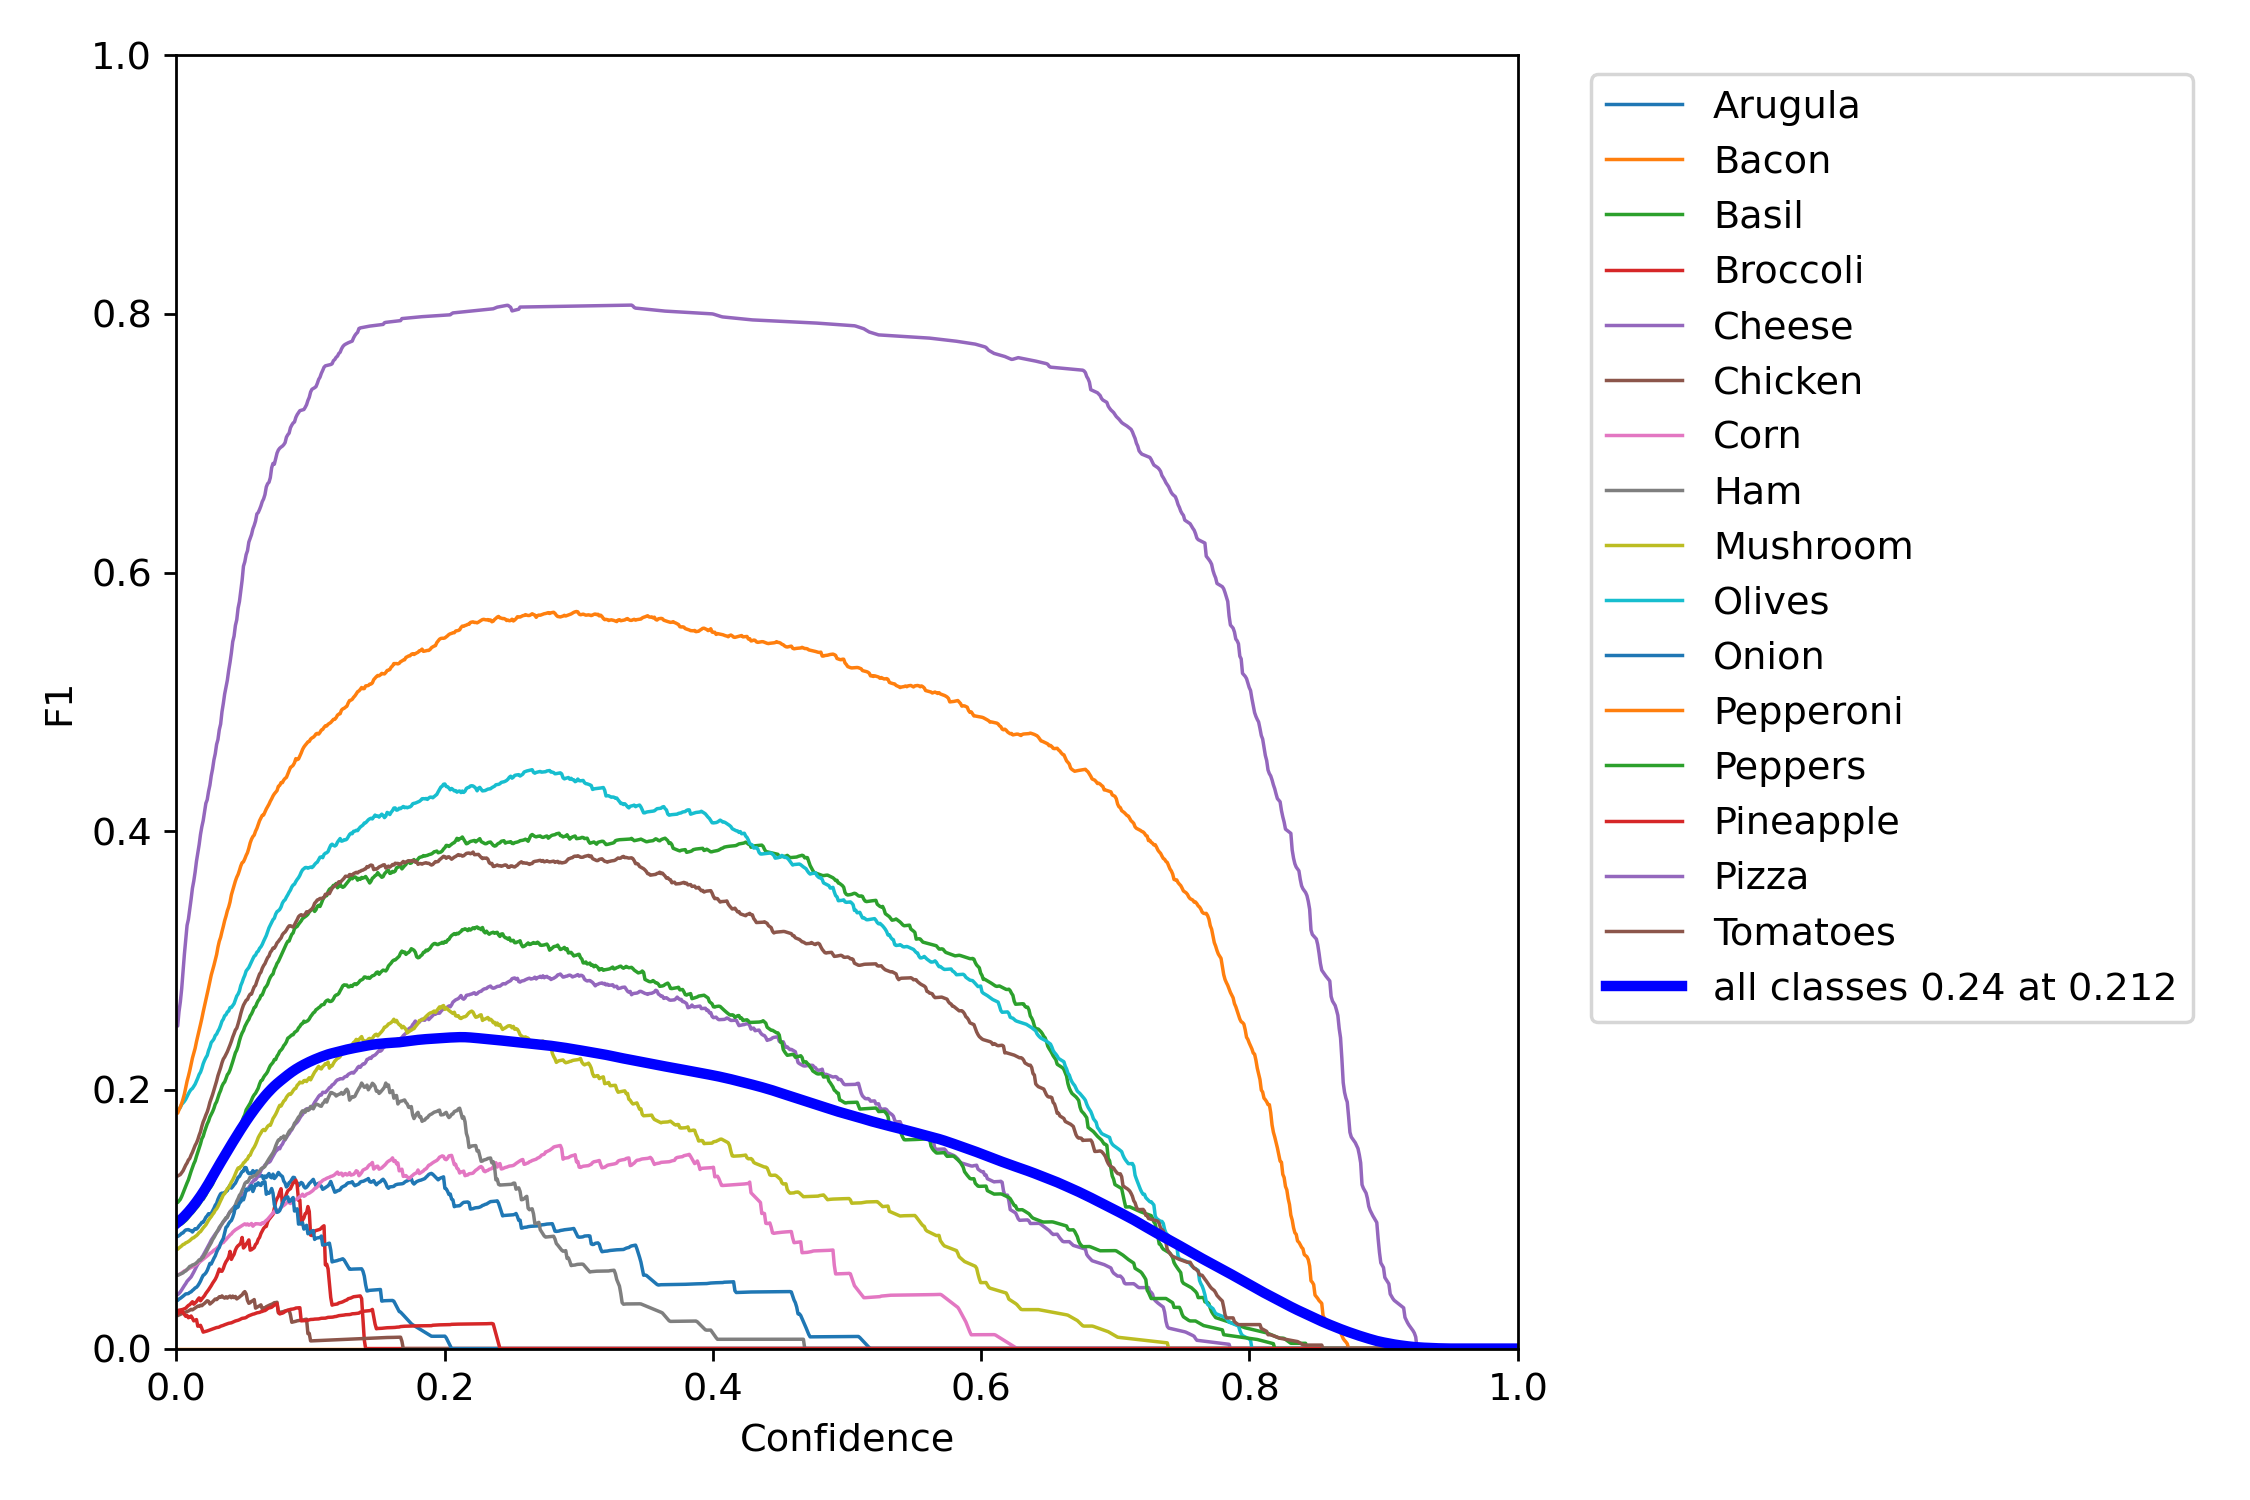 1.0
0.8
0.6
0.4
0.2
0.0
F1
0.0 0.2 0.4 0.6 0.8 1.0
Confidence
Arugula
Bacon
Basil
Broccoli
Cheese
Chicken
Corn
Ham
Mushroom
Olives
Onion
Pepperoni
Peppers
Pineapple
Pizza
Tomatoes
all classes 0.24 at 0.212